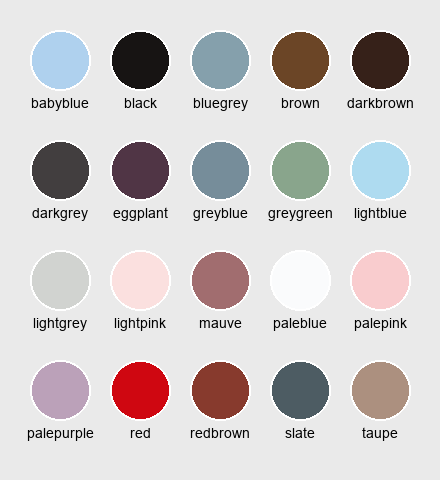 babyblue black bluegrey brown darkbrown
darkgrey eggplant greyblue greygreen lightblue
lightgrey lightpink mauve paleblue palepink
palepurple red redbrown slate taupe